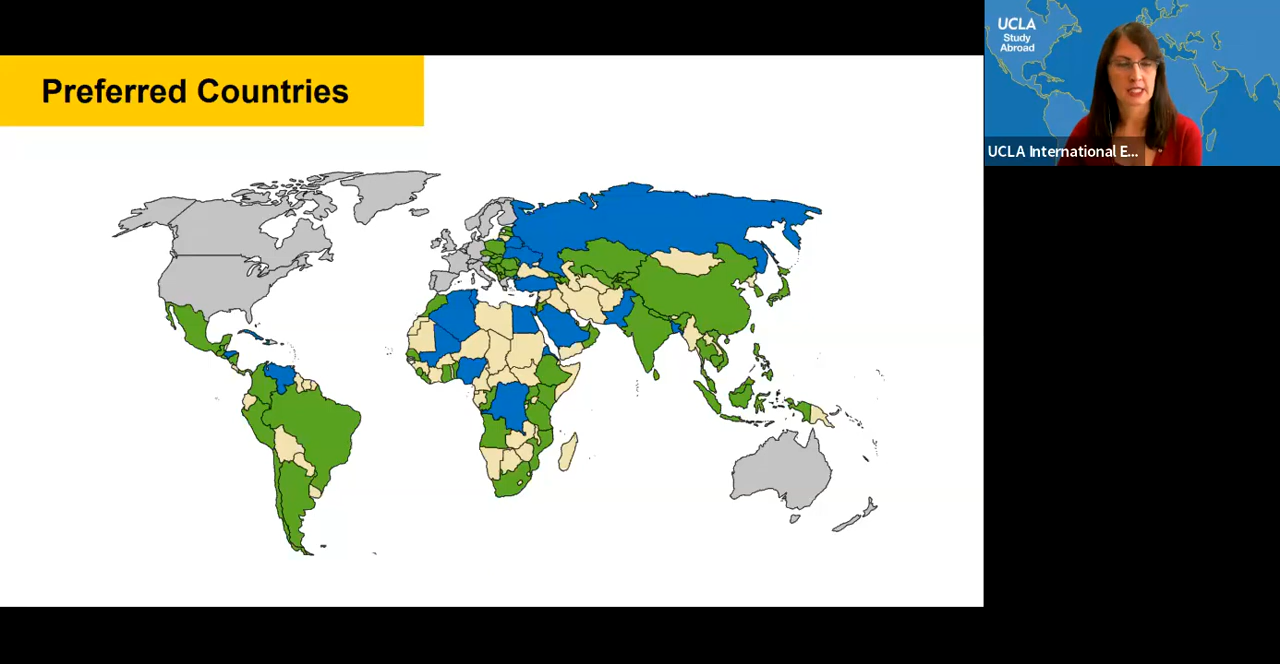 Preferred Countries
UCLA
Study
Abroad
UCLA International E...